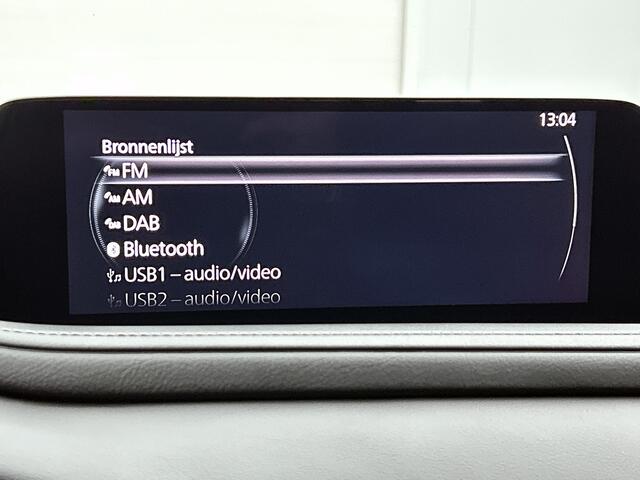 13:04
Bronnenlijst
FM
AM
DAB
Bluetooth
USB1 – audio/video
USB2 – audio/video